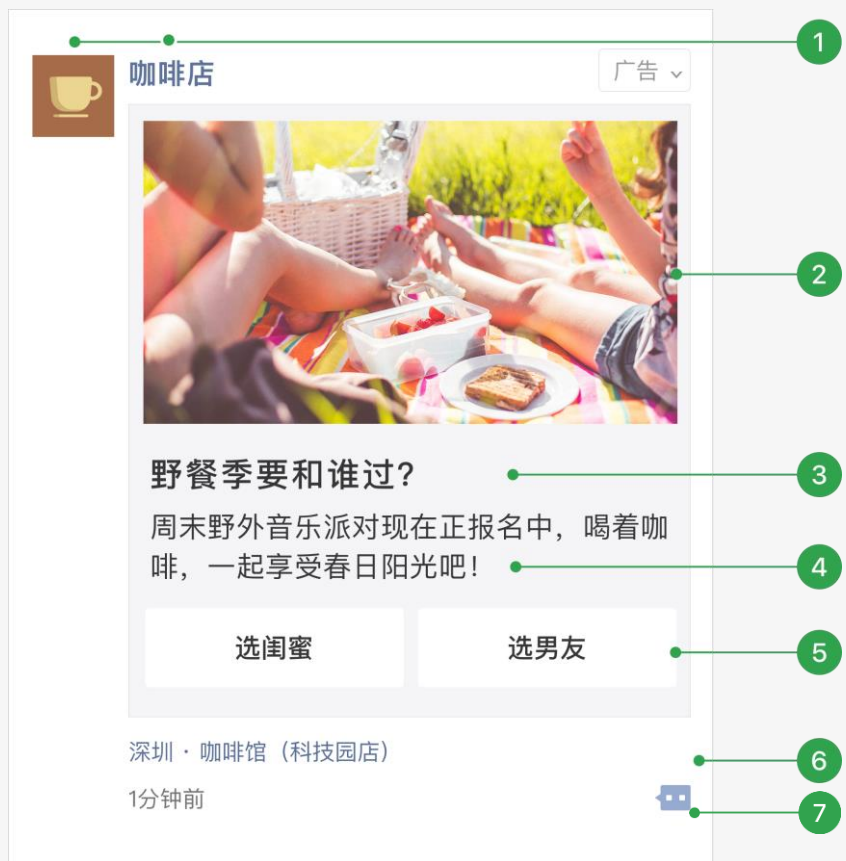 1
咖啡店
广告
2
野餐季要和谁过?
3
周末野外音乐派对现在正报名中，喝着咖
啡，一起享受春日阳光吧！
4
选闺蜜
选男友
5
深圳·咖啡馆（科技园店）
6
1分钟前
7